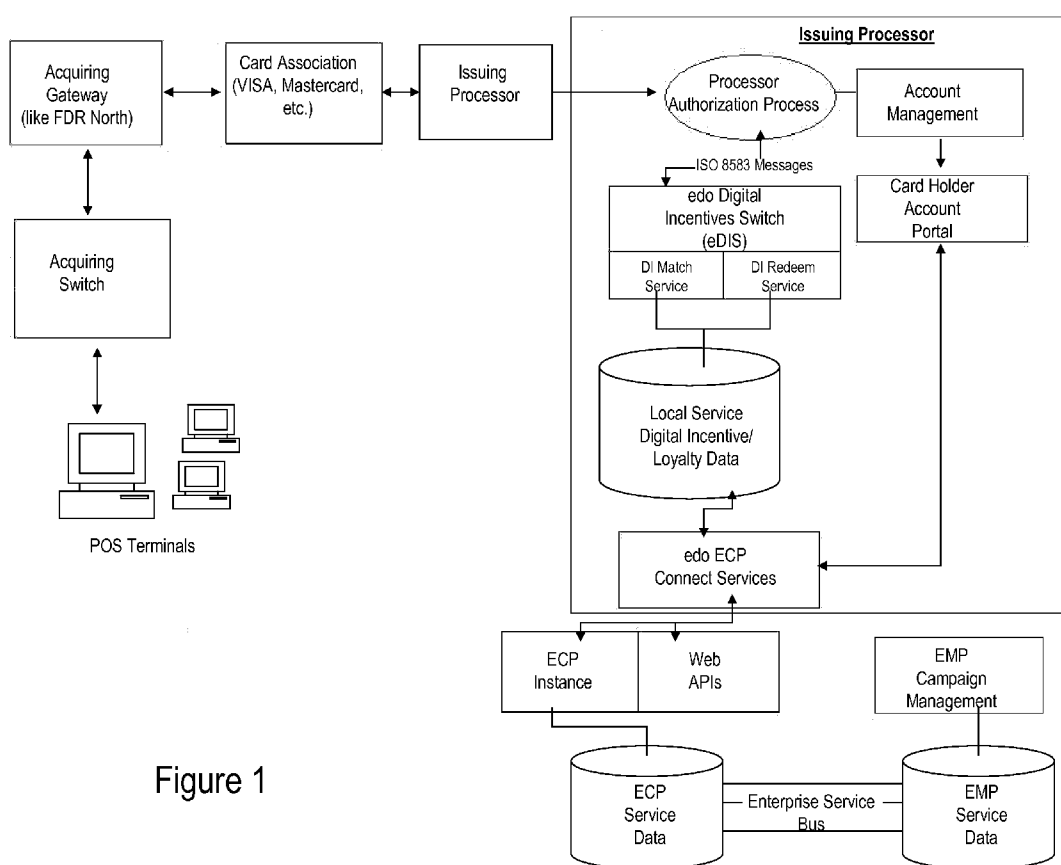 Issuing Processor
Acquiring
Gateway
(like FDR North)
Card Association
(VISA, Mastercard,
etc.)
Issuing
Processor
Processor
Authorization Process
Account
Management
ISO 8583 Messages
edo Digital
Incentives Switch
(eDIS)
DI Match
Service
DI Redeem
Service
Card Holder
Account
Portal
Acquiring
Switch
Local Service
Digital Incentive/
Loyalty Data
POS Terminals
edo ECP
Connect Services
ECP
Instance
Web
APIs
EMP
Campaign
Management
Figure 1
ECP
Service
Data
Enterprise Service
Bus
EMP
Service
Data